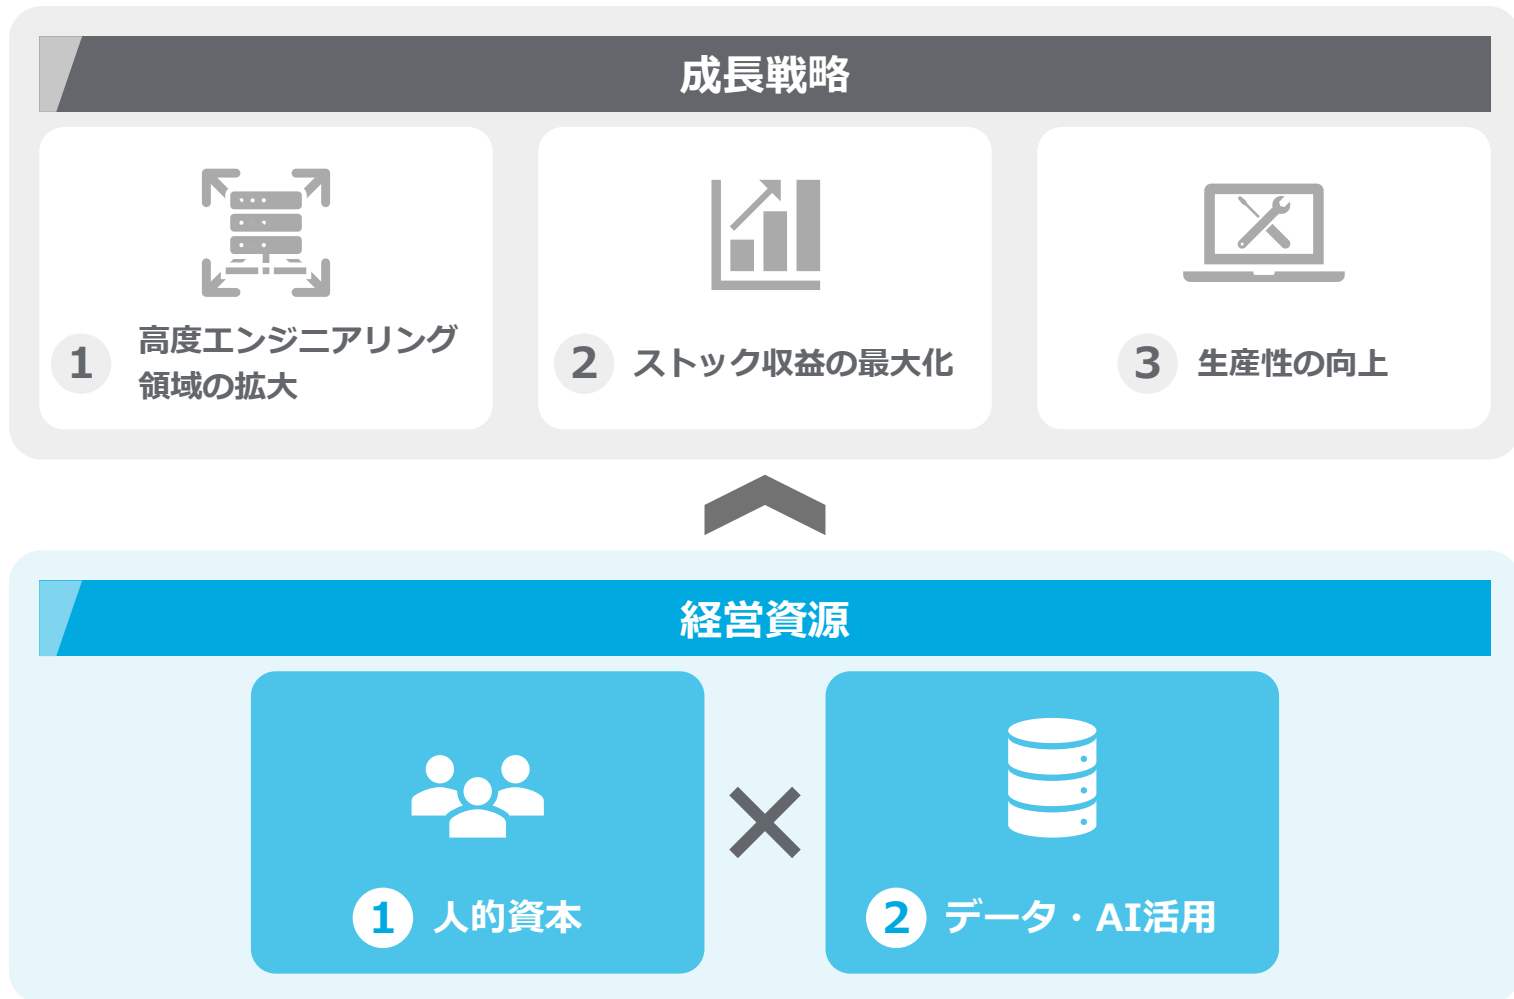 成長戦略
1 高度エンジニアリング
領域の拡大
2 ストック収益の最大化
3 生産性の向上
経営資源
1 人的資本
×
2 データ・AI活用